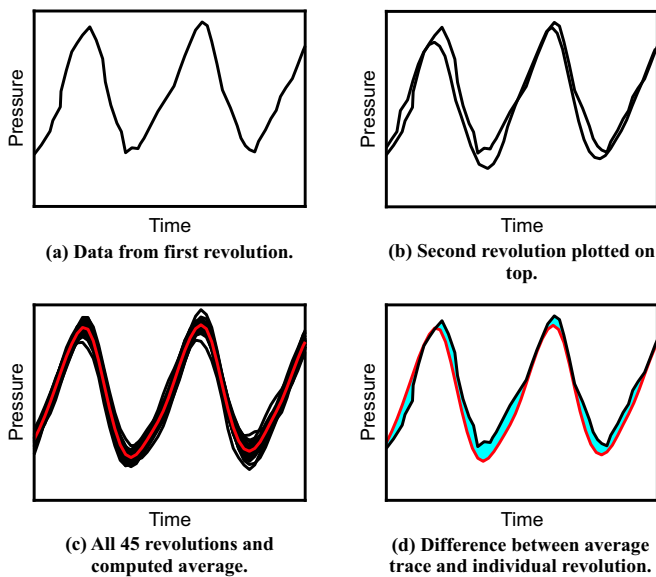 Pressure
Time
(a) Data from first revolution.
Pressure
Time
(b) Second revolution plotted on
top.
Pressure
Time
(c) All 45 revolutions and
computed average.
Pressure
Time
(d) Difference between average
trace and individual revolution.